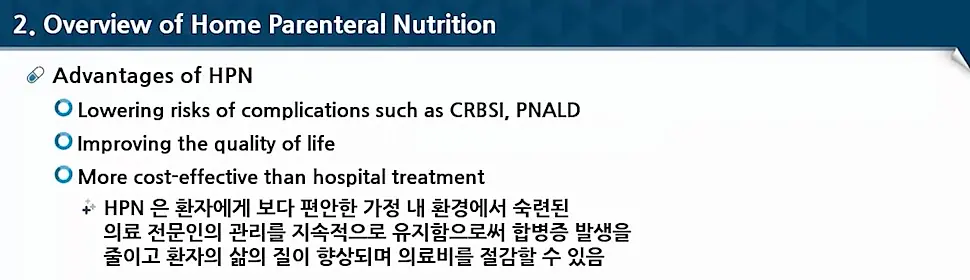 2. Overview of Home Parenteral Nutrition
Advantages of HPN
Lowering risks of complications such as CRBSI, PNALD
Improving the quality of life
More cost-effective than hospital treatment
HPN 은 환자에게 보다 편안한 가정 내 환경에서 숙련된
의료 전문인의 관리를 지속적으로 유지함으로써 합병증 발생을
줄이고 환자의 삶의 질이 향상되며 의료비를 절감할 수 있음